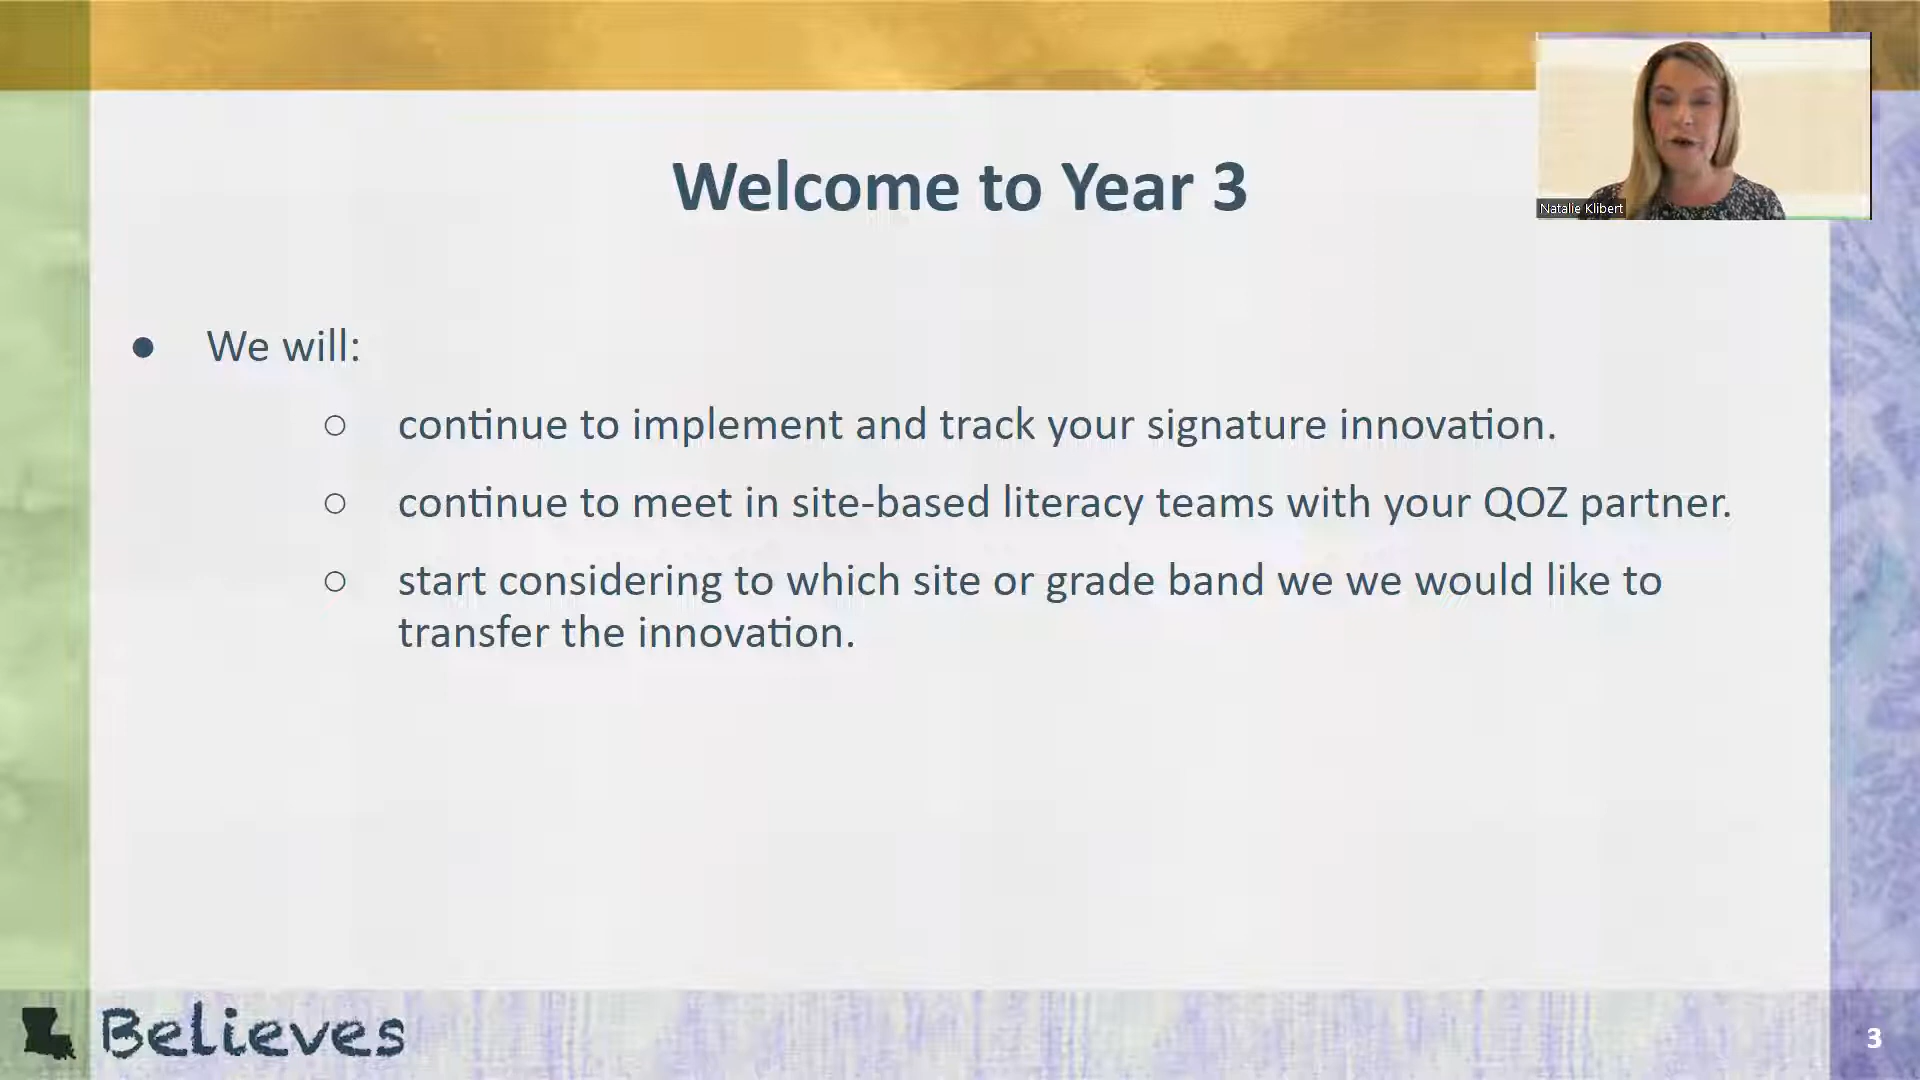 Welcome to Year 3
Natalie Klibert
● We will:
○ continue to implement and track your signature innovation.
○ continue to meet in site-based literacy teams with your QOZ partner.
○ start considering to which site or grade band we we would like to
transfer the innovation.
Believes
3